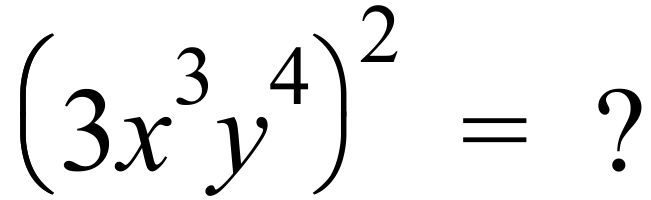 (3x³y⁴)² = ?